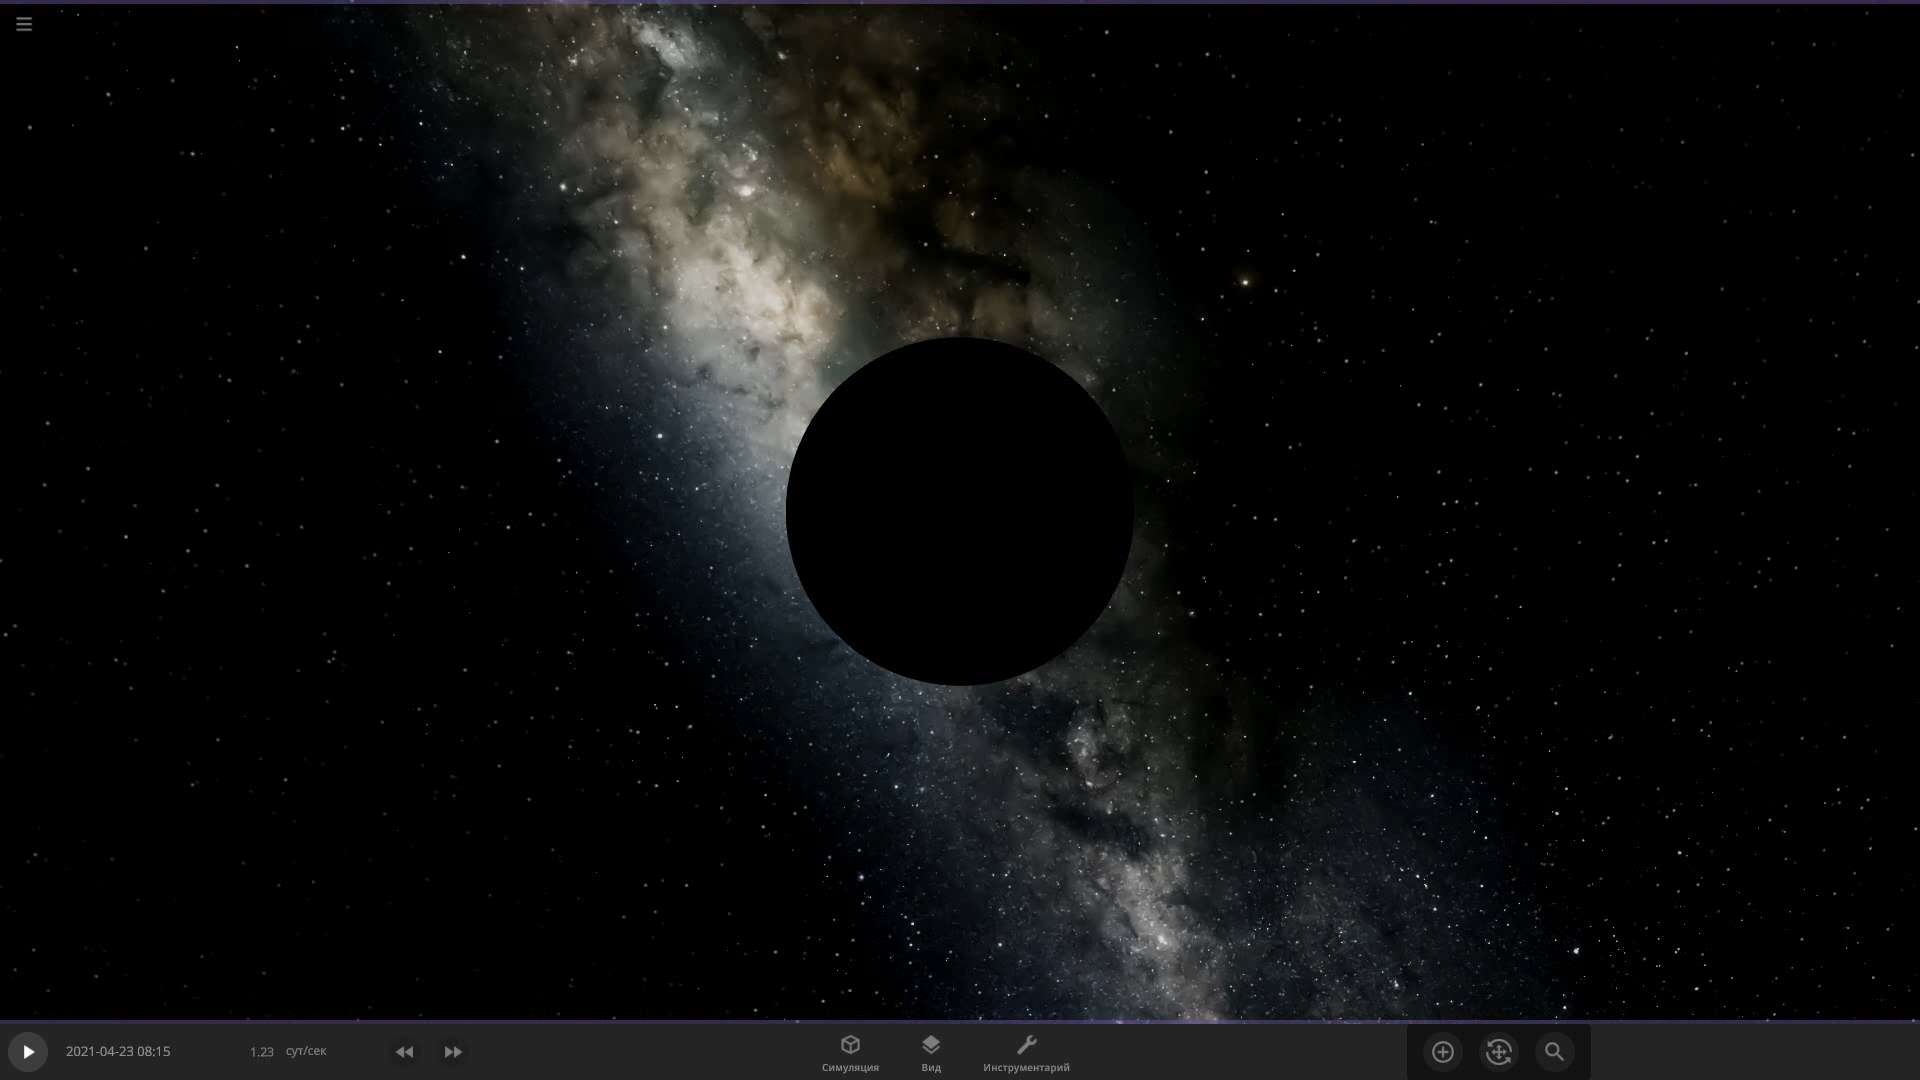 2021-04-23 08:15
1.23 сут/сек
Симуляция
Вид
Инструментарий